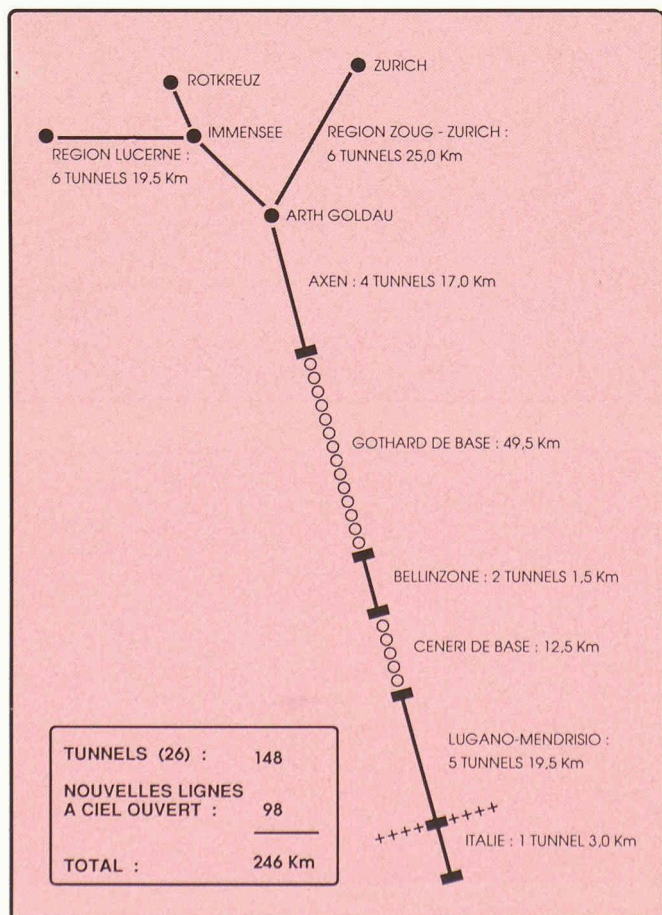 ROTKREUZ
ZURICH
IMMENSEE
REGION ZOUG - ZURICH :
6 TUNNELS 25,0 Km
REGION LUCERNE :
6 TUNNELS 19,5 Km
ARTH GOLDAU
AXEN : 4 TUNNELS 17,0 Km
GOTHARD DE BASE : 49,5 Km
BELLINZONE : 2 TUNNELS 1,5 Km
CENERI DE BASE : 12,5 Km
LUGANO-MENDRISIO :
5 TUNNELS 19,5 Km
ITALIE : 1 TUNNEL 3,0 Km
TUNNELS (26) : 148
NOUVELLES LIGNES
A CIEL OUVERT : 98
TOTAL : 246 Km